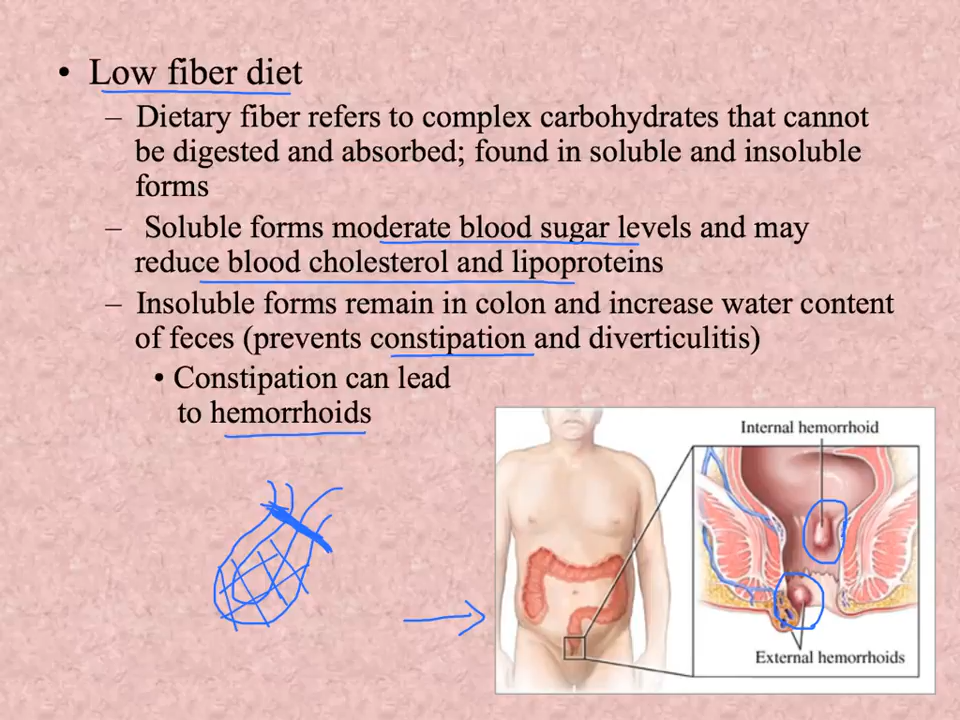 • Low fiber diet
– Dietary fiber refers to complex carbohydrates that cannot
be digested and absorbed; found in soluble and insoluble
forms
– Soluble forms moderate blood sugar levels and may
reduce blood cholesterol and lipoproteins
– Insoluble forms remain in colon and increase water content
of feces (prevents constipation and diverticulitis)
• Constipation can lead
to hemorrhoids
Internal hemorrhoid
External hemorrhoids